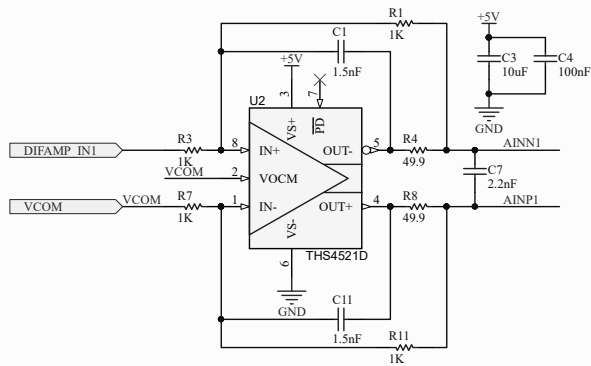 R1
1K
C1
1.5nF
+5V
+5V
C3
10uF
C4
100nF
GND
U2
3
7
VS+
PD
DIFAMP_IN1
R3
1K
8
IN+
OUT-
5
R4
49.9
AINN1
VCOM
2
VOCM
C7
2.2nF
VCOM
VCOM
R7
1K
1
IN-
OUT+
4
R8
49.9
AINP1
VS-
6
THS4521D
GND
C11
1.5nF
R11
1K